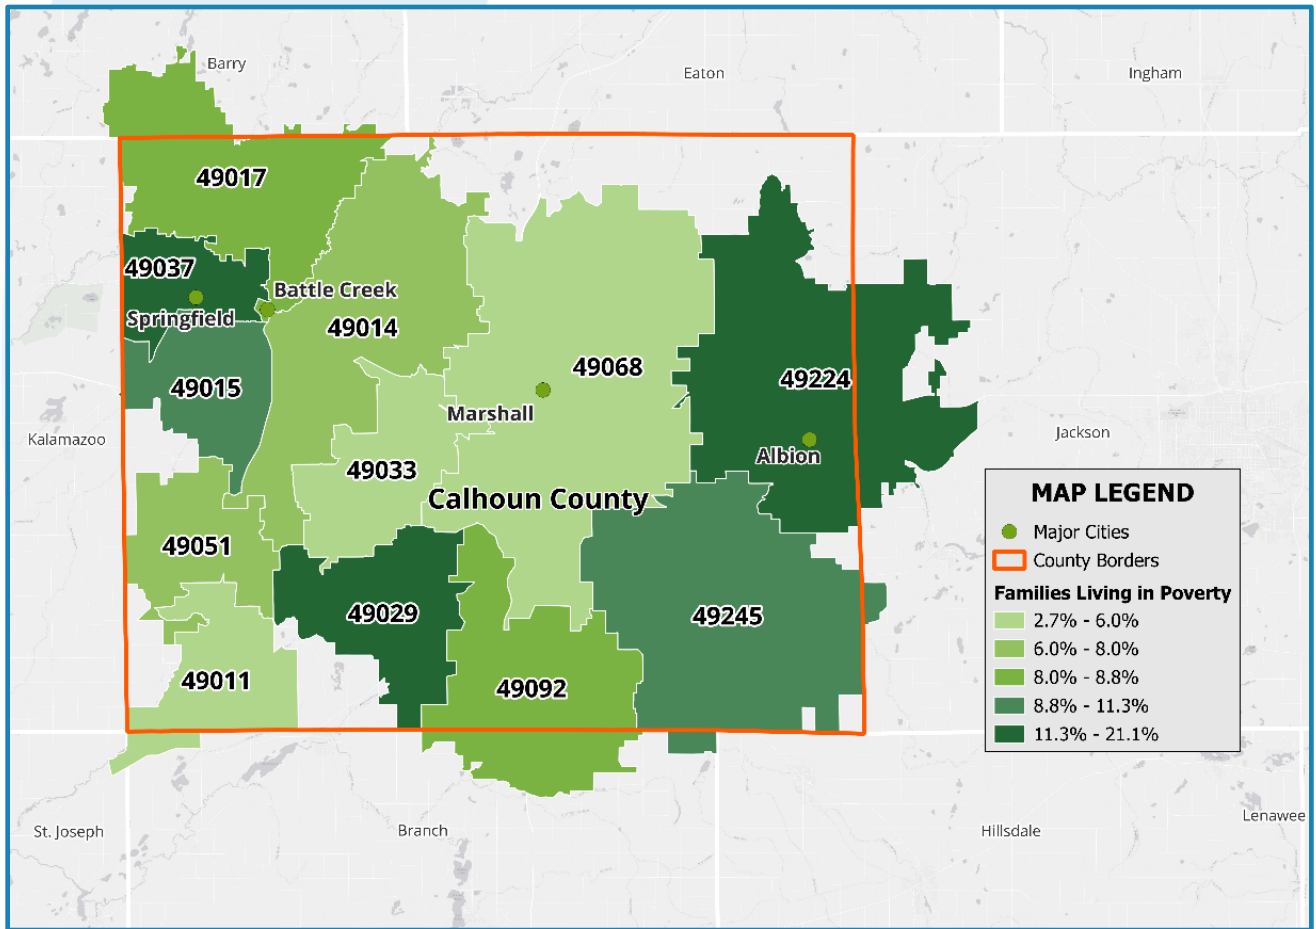 Barry
Eaton
Ingham
49017
49037
Battle Creek
Springfield
49014
49068
49015
49224
Marshall
Kalamazoo
Jackson
Albion
49033
Calhoun County
49051
49029
49245
49011
49092
St. Joseph
Branch
Hillsdale
Lenawee
MAP LEGEND
Major Cities
County Borders
Families Living in Poverty
2.7% - 6.0%
6.0% - 8.0%
8.0% - 8.8%
8.8% - 11.3%
11.3% - 21.1%